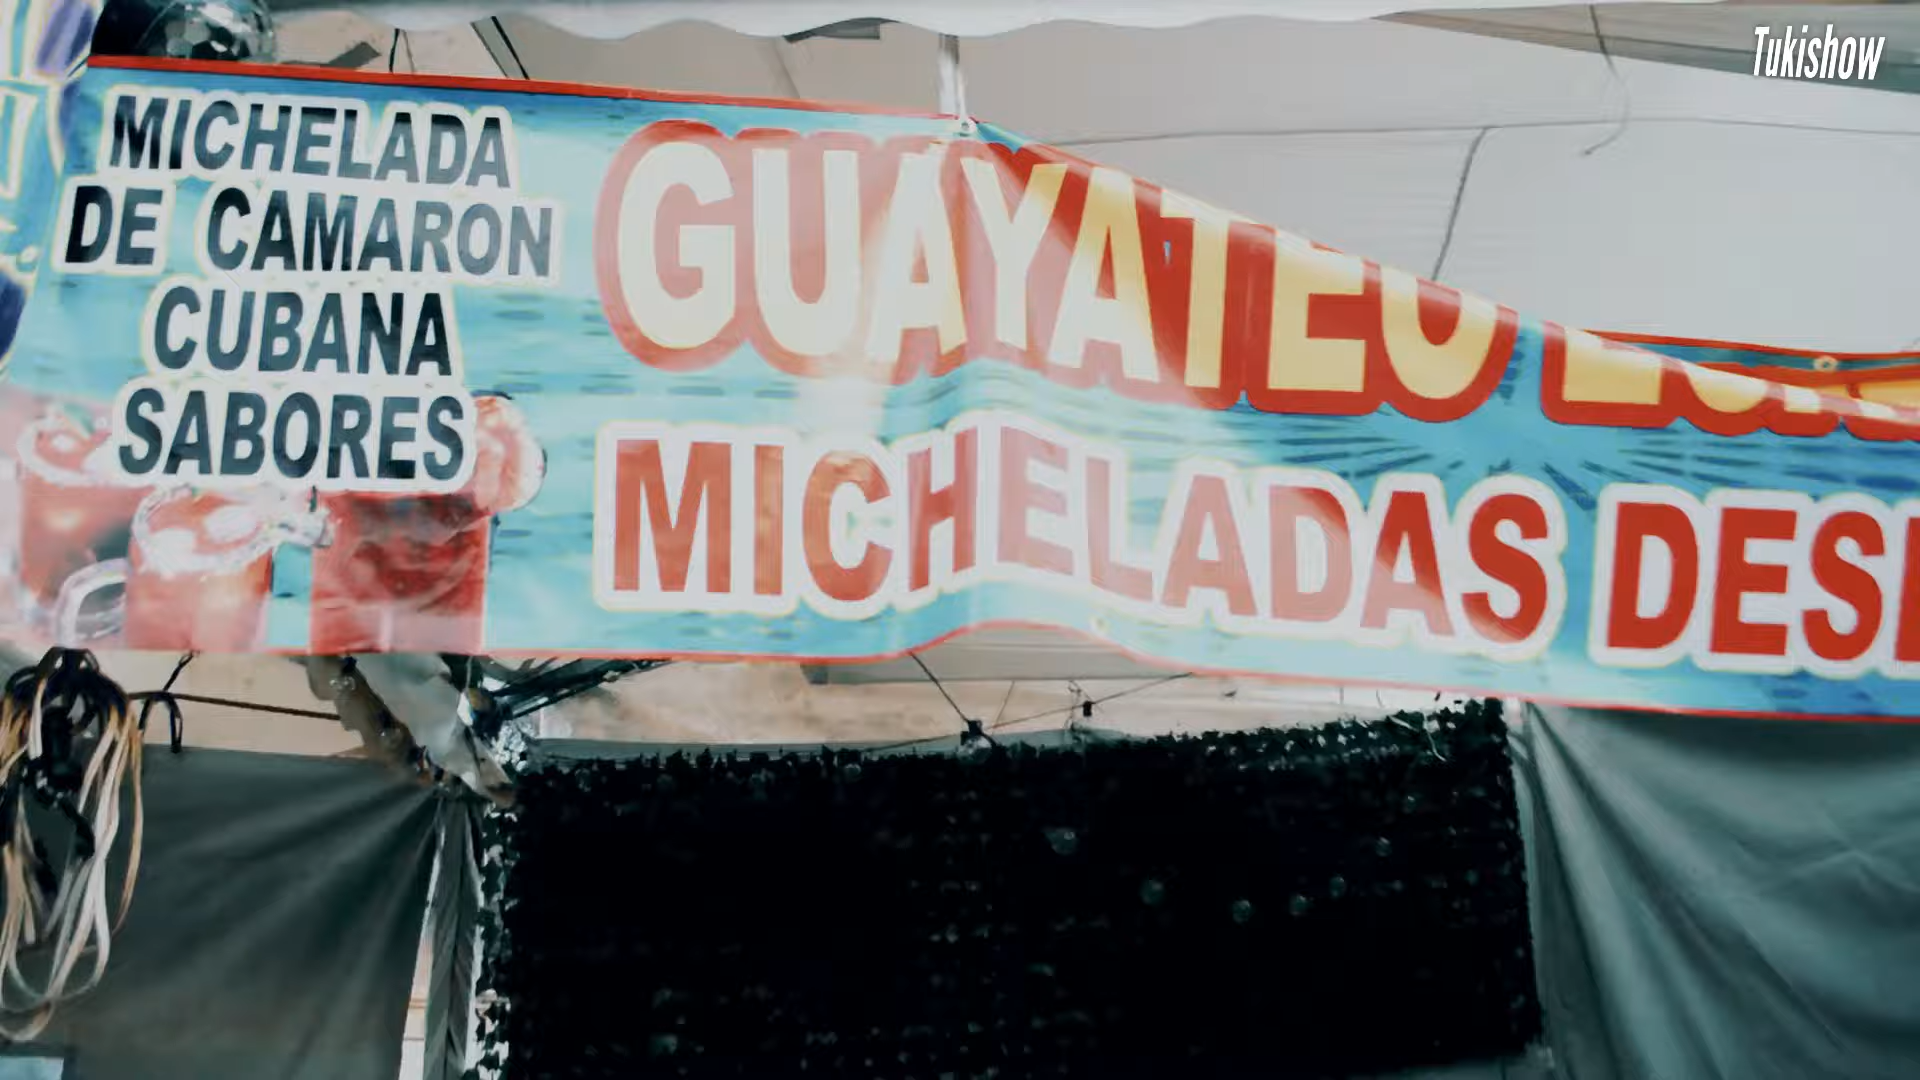 Tukishow
MICHELADA
DE CAMARON
CUBANA
SABORES
GUAYATEO
MICHELADAS